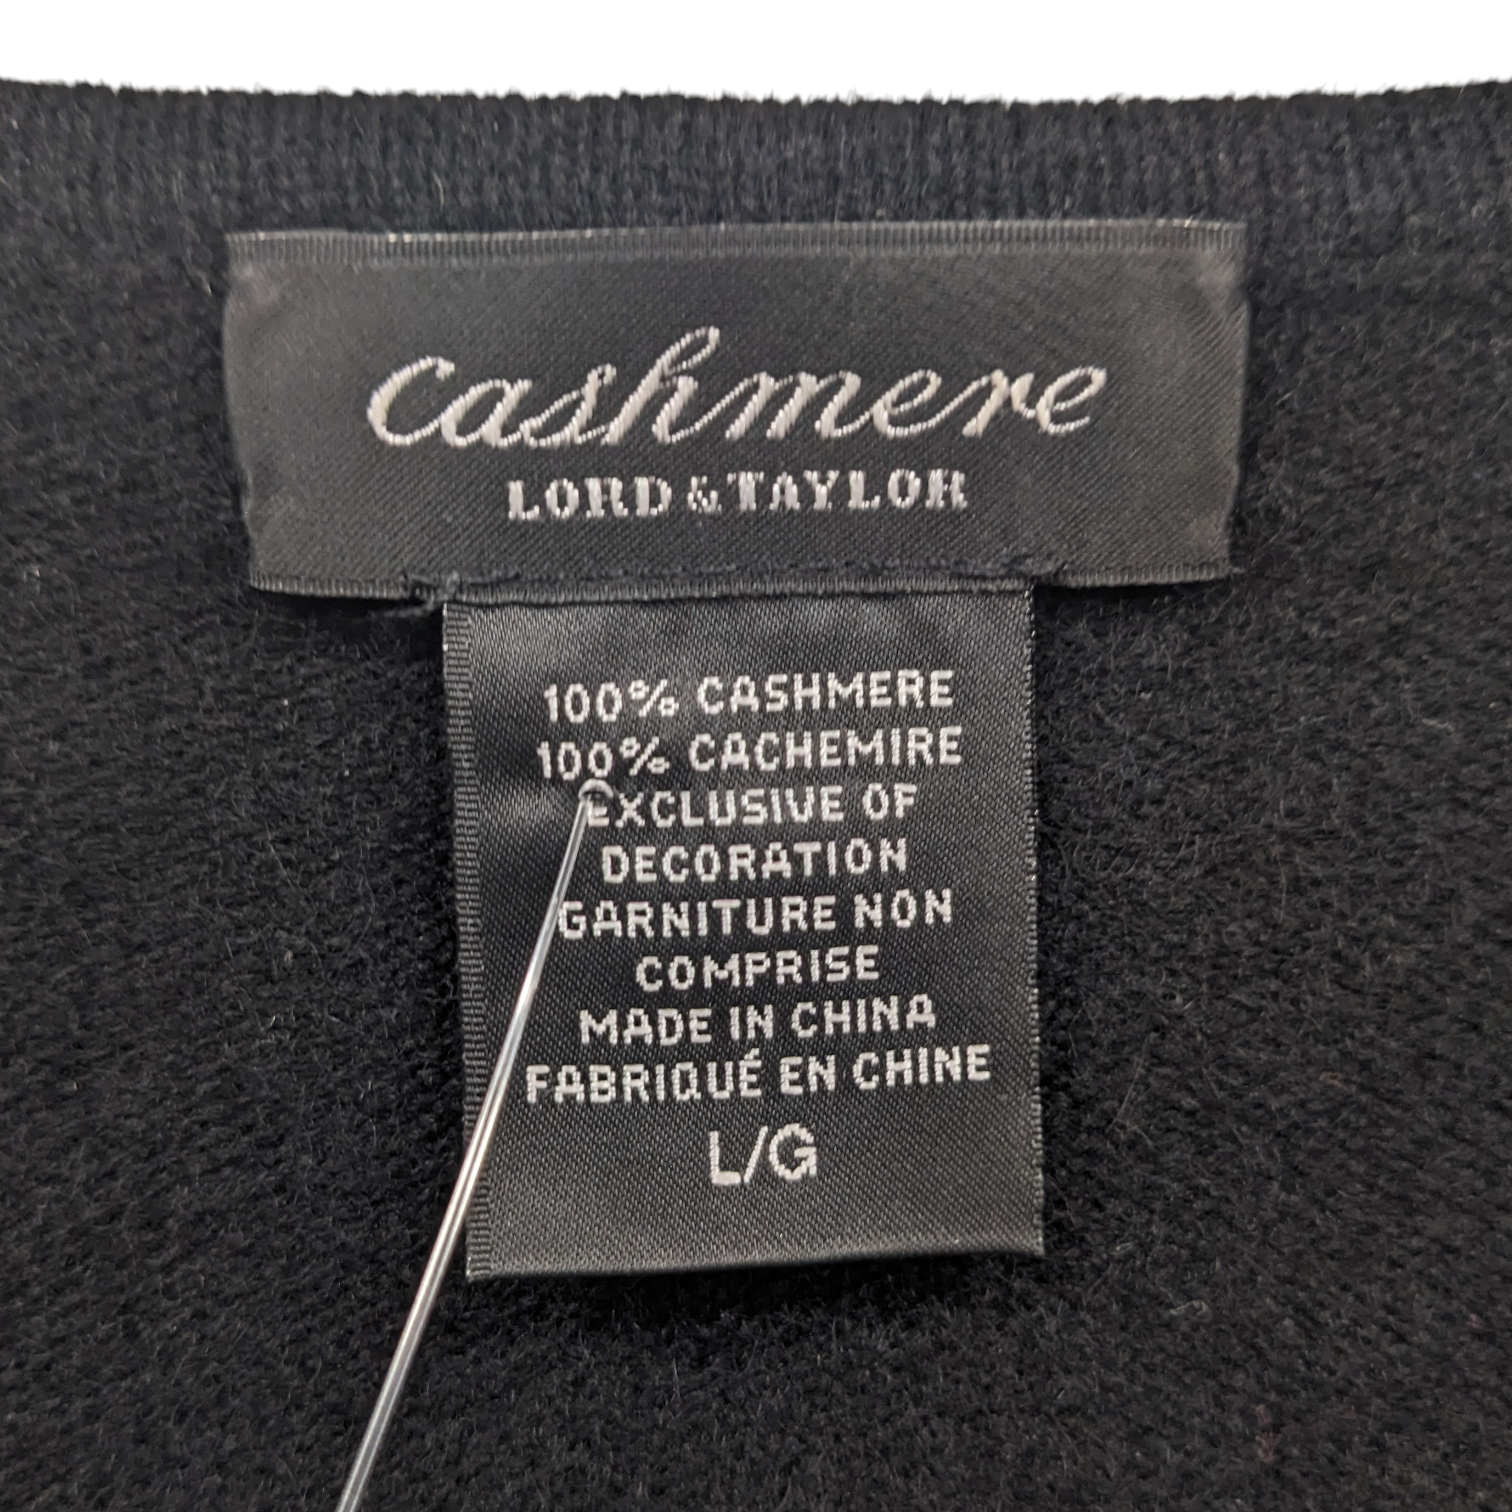 cashmere
LORD & TAYLOR
100% CASHMERE
100% CACHEMIRE
EXCLUSIVE OF
DECORATION
GARNITURE NON
COMPRISE
MADE IN CHINA
FABRIQUÉ EN CHINE
L/G